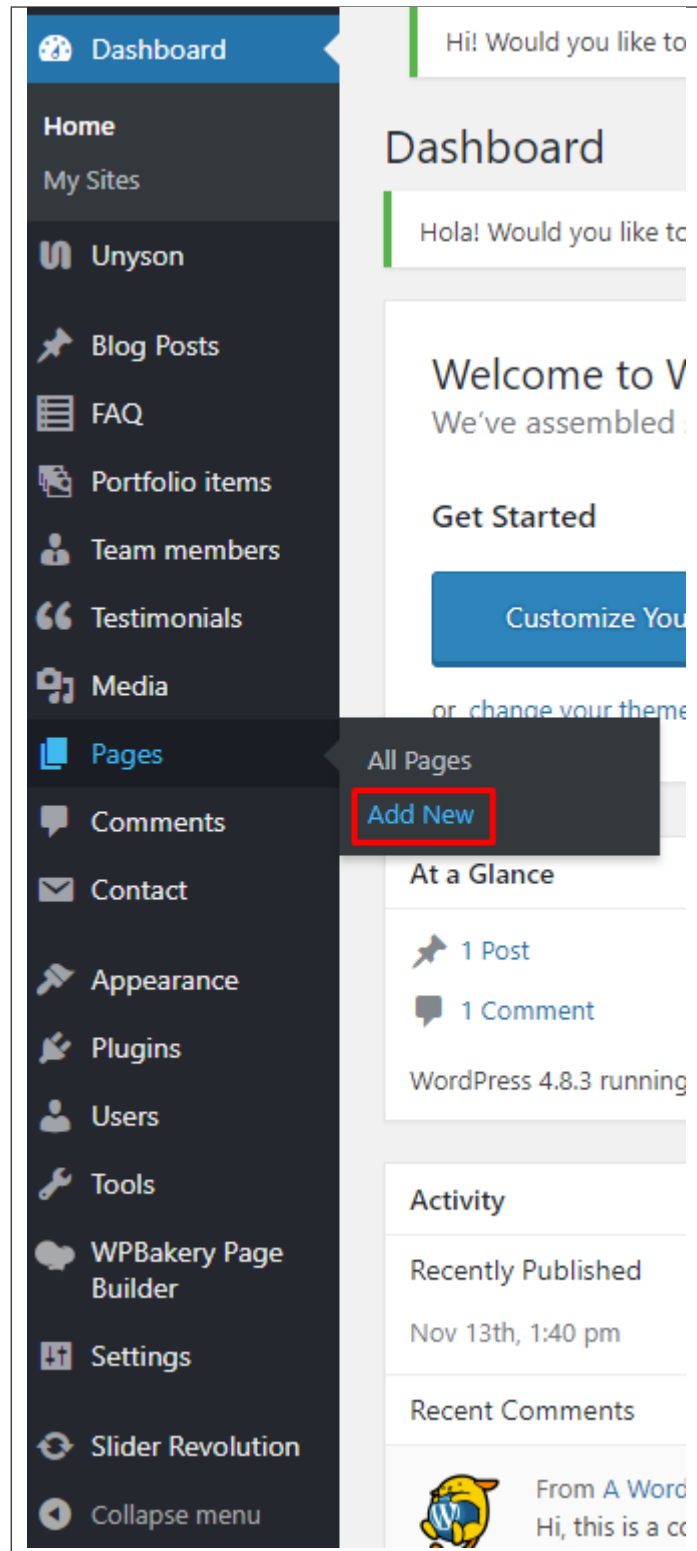 Dashboard
Home
My Sites
Unyson
Blog Posts
FAQ
Portfolio items
Team members
Testimonials
Media
Pages
Comments
Contact
Appearance
Plugins
Users
Tools
WPBakery Page
Builder
Settings
Slider Revolution
Collapse menu
All Pages
Add New
Hi! Would you like to
Dashboard
Hola! Would you like to
Welcome to
We've assembled
Get Started
Customize You
or change your theme
At a Glance
1 Post
1 Comment
WordPress 4.8.3 running
Activity
Recently Published
Nov 13th, 1:40 pm
Recent Comments
From A Word
Hi, this is a